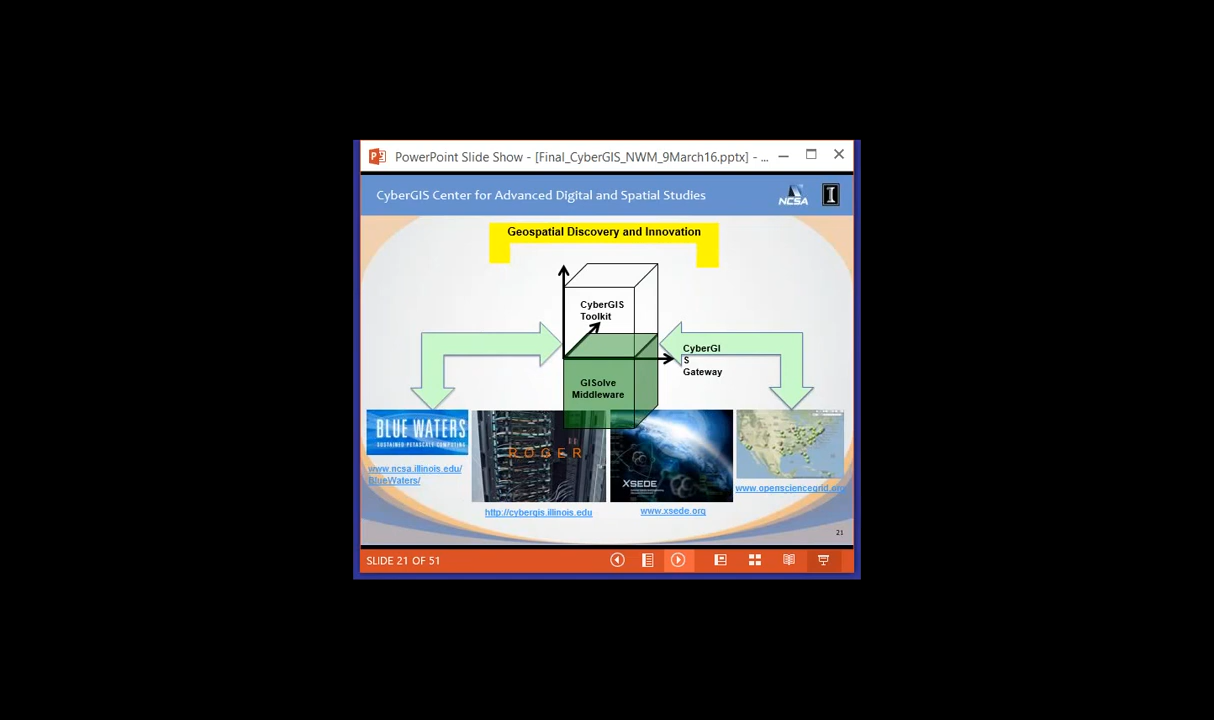 PowerPoint Slide Show - [Final_CyberGIS_NWM_9March16.pptx] - ...
CyberGIS Center for Advanced Digital and Spatial Studies
NCSA
I
Geospatial Discovery and Innovation
CyberGIS
Toolkit
CyberGI
S
Gateway
GISolve
Middleware
BLUE WATERS
SUSTAINED PETASCALE COMPUTING
ROGER
XSEDE
www.ncsa.illinois.edu/
BlueWaters/
http://cybergis.illinois.edu
www.xsede.org
www.opensciencegrid.org
21
SLIDE 21 OF 51